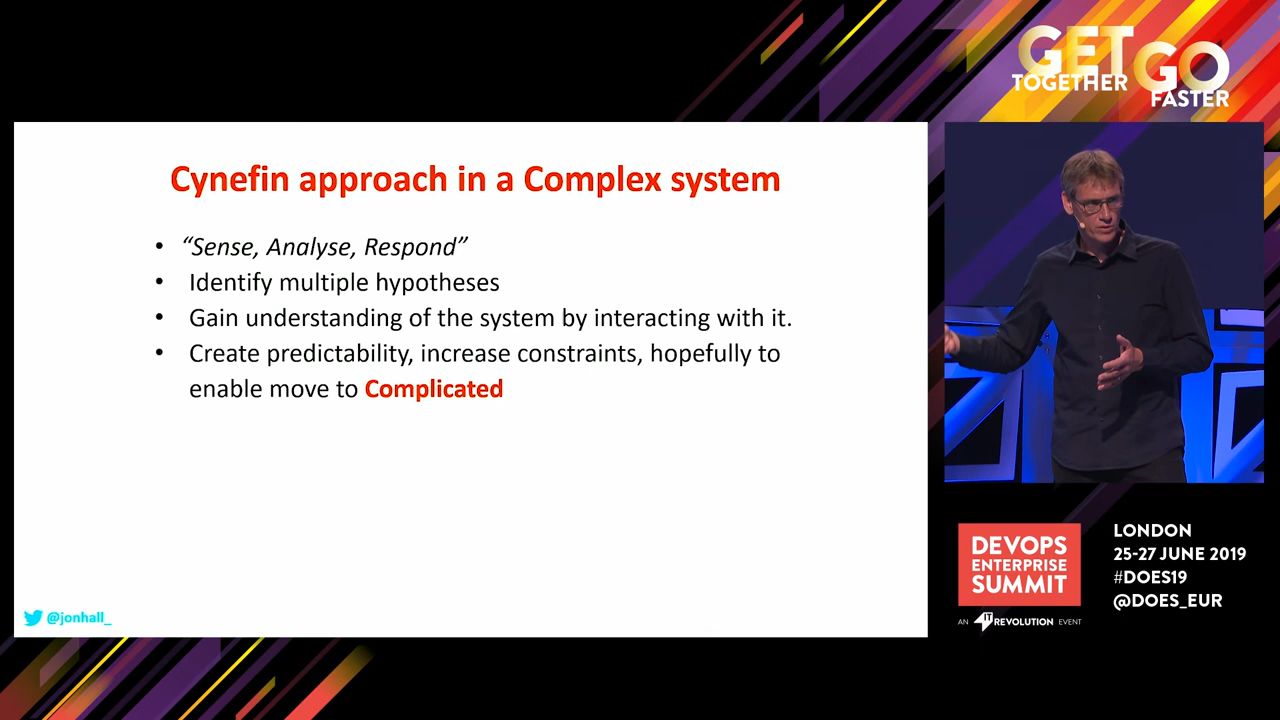 GET GO
TOGETHER
FASTER
Cynefin approach in a Complex system
• “Sense, Analyse, Respond”
• Identify multiple hypotheses
• Gain understanding of the system by interacting with it.
• Create predictability, increase constraints, hopefully to
enable move to Complicated
@jonhall_
DEVOPS
ENTERPRISE
SUMMIT
AN IT REVOLUTION EVENT
LONDON
25-27 JUNE 2019
#DOES19
@DOES_EUR